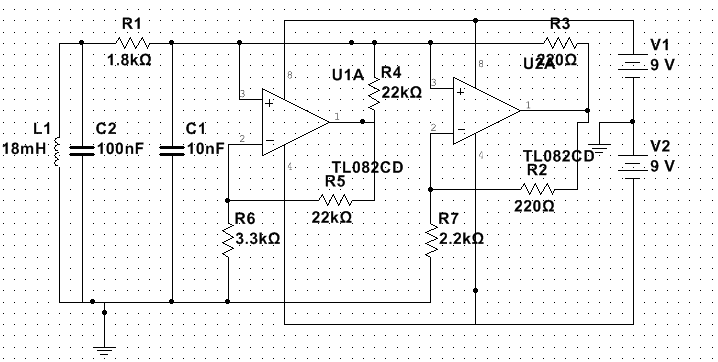 R1
1.8kΩ
R3
220Ω
V1
9 V
8
8
U1A
R4
22kΩ
U2A
3
3
1
1
L1
18mH
C2
100nF
C1
10nF
2
2
4
4
TL082CD
TL082CD
V2
9 V
R5
22kΩ
R2
220Ω
R6
3.3kΩ
R7
2.2kΩ